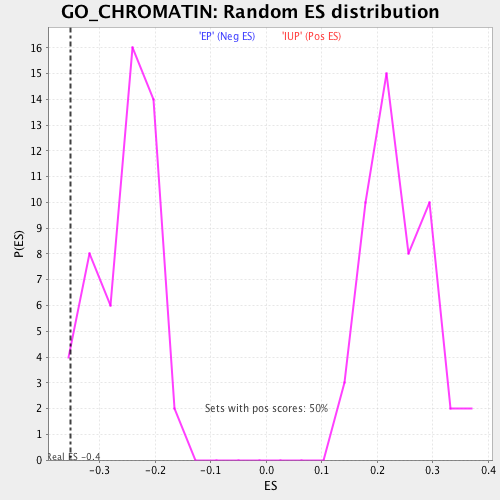 GO_CHROMATIN: Random ES distribution
'EP' (Neg ES) 'IUP' (Pos ES)
16
15
14
13
12
11
10
9
8
7
6
5
4
3
2
1
0
P(ES)
Sets with pos scores: 50%
Real ES -0.4
-0.3 -0.2 -0.1 0.0 0.1 0.2 0.3 0.4
ES